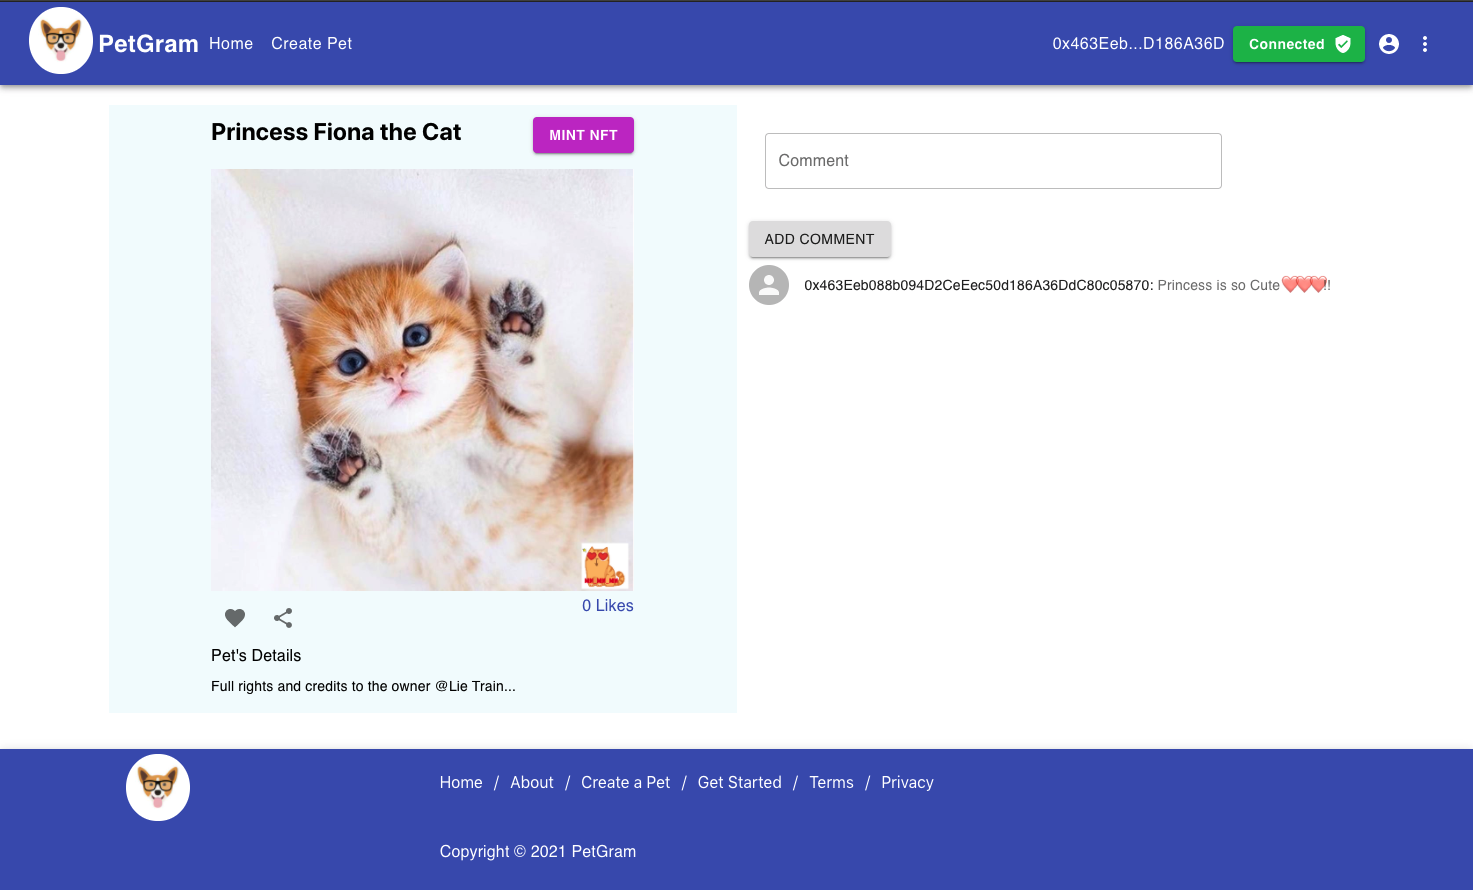 PetGram Home Create Pet 0x463Eeb...D186A36D Connected
Princess Fiona the Cat MINT NFT
Comment
ADD COMMENT
0x463Eeb088b094D2CeEec50d186A36DdC80c05870: Princess is so Cute❤️❤️❤️!!
0 Likes
Pet's Details
Full rights and credits to the owner @Lie Train...
Home / About / Create a Pet / Get Started / Terms / Privacy
Copyright © 2021 PetGram